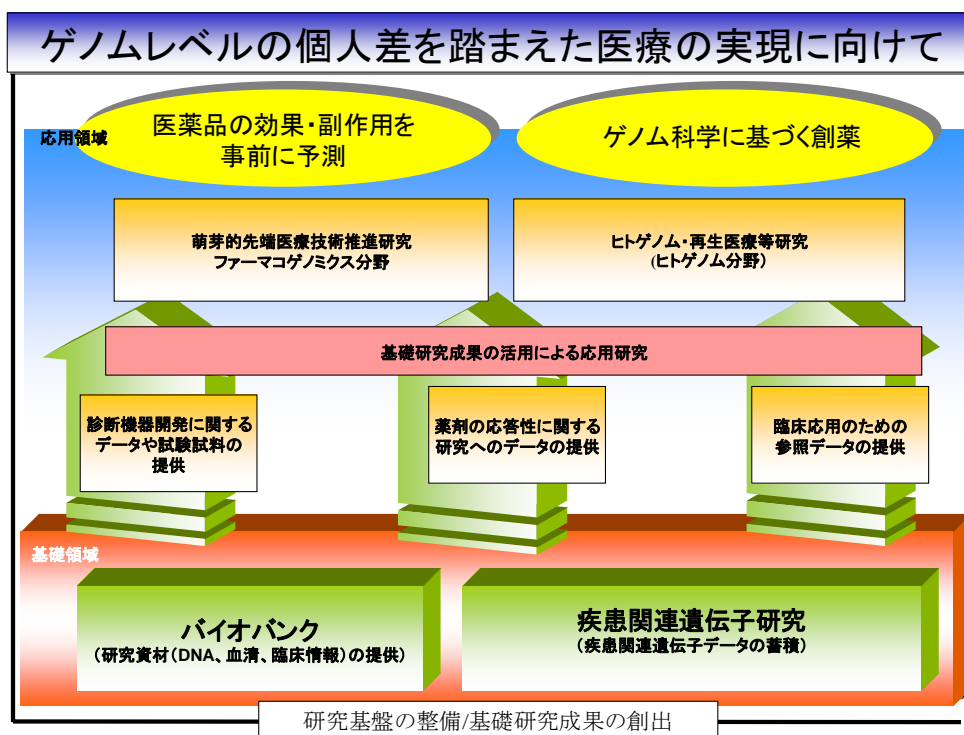 ゲノムレベルの個人差を踏まえた医療の実現に向けて
応用領域
医薬品の効果・副作用を
事前に予測
ゲノム科学に基づく創薬
萌芽的先端医療技術推進研究
ファーマコゲノミクス分野
ヒトゲノム・再生医療等研究
(ヒトゲノム分野)
基礎研究成果の活用による応用研究
診断機器開発に関する
データや試験試料の
提供
薬剤の応答性に関する
研究へのデータの提供
臨床応用のための
参照データの提供
基礎領域
バイオバンク
(研究資材(DNA、血清、臨床情報)の提供)
疾患関連遺伝子研究
(疾患関連遺伝子データの蓄積)
研究基盤の整備/基礎研究成果の創出